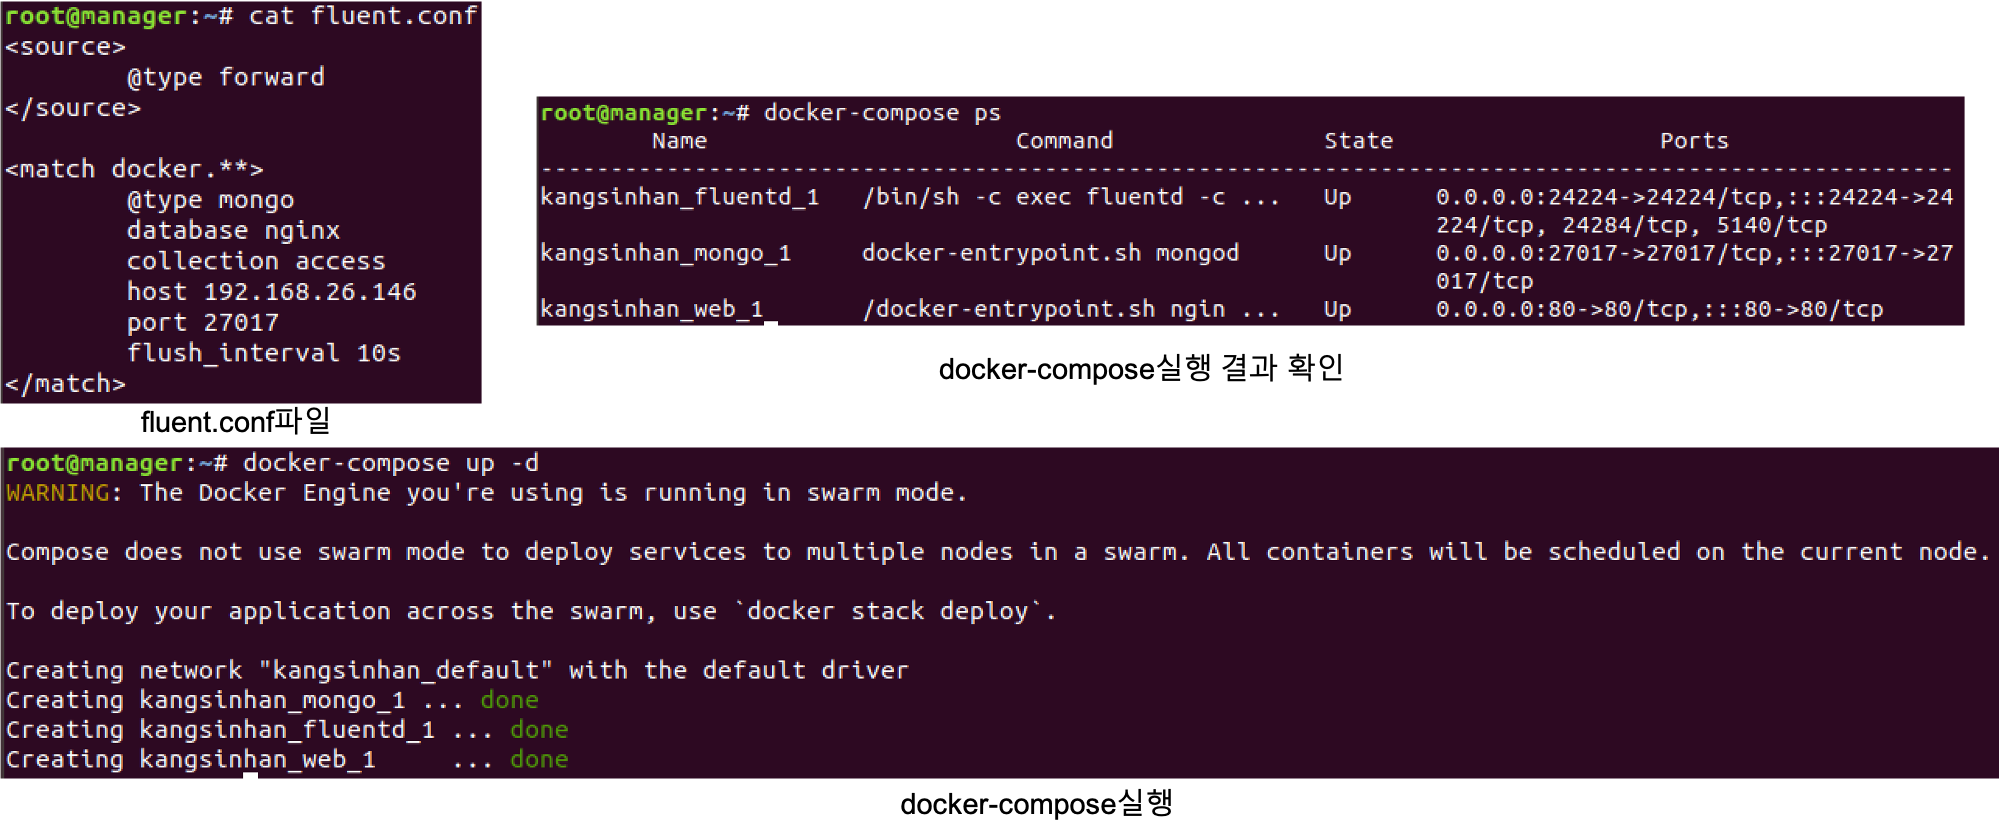 root@manager:~# cat fluent.conf
<source>
        @type forward
</source>

<match docker.**>
        @type mongo
        database nginx
        collection access
        host 192.168.26.146
        port 27017
        flush_interval 10s
</match>
fluent.conf파일
root@manager:~# docker-compose ps
Name Command State Ports
-----------------------------------------------------------------------------------------------------
kangsinhan_fluentd_1 /bin/sh -c exec fluentd -c ... Up 0.0.0.0:24224->24224/tcp,:::24224->24
224/tcp, 24284/tcp, 5140/tcp
kangsinhan_mongo_1 docker-entrypoint.sh mongod Up 0.0.0.0:27017->27017/tcp,:::27017->27
017/tcp
kangsinhan_web_1 /docker-entrypoint.sh ngin ... Up 0.0.0.0:80->80/tcp,:::80->80/tcp
docker-compose실행 결과 확인
root@manager:~# docker-compose up -d
WARNING: The Docker Engine you're using is running in swarm mode.

Compose does not use swarm mode to deploy services to multiple nodes in a swarm. All containers will be scheduled on the current node.

To deploy your application across the swarm, use `docker stack deploy`.

Creating network "kangsinhan_default" with the default driver
Creating kangsinhan_mongo_1 ... done
Creating kangsinhan_fluentd_1 ... done
Creating kangsinhan_web_1     ... done
docker-compose실행